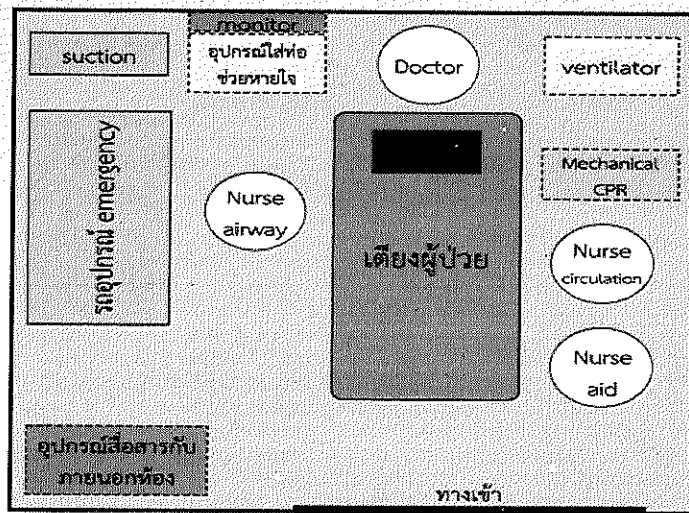 monitor
suction
อุปกรณ์ใส่ท่อ
ช่วยหายใจ
Doctor
ventilator
รถอุปกรณ์ emergency
Nurse
airway
เตียงผู้ป่วย
Mechanical
CPR
Nurse
circulation
Nurse
aid
อุปกรณ์สื่อสารกับ
ภายนอกห้อง
ทางเข้า